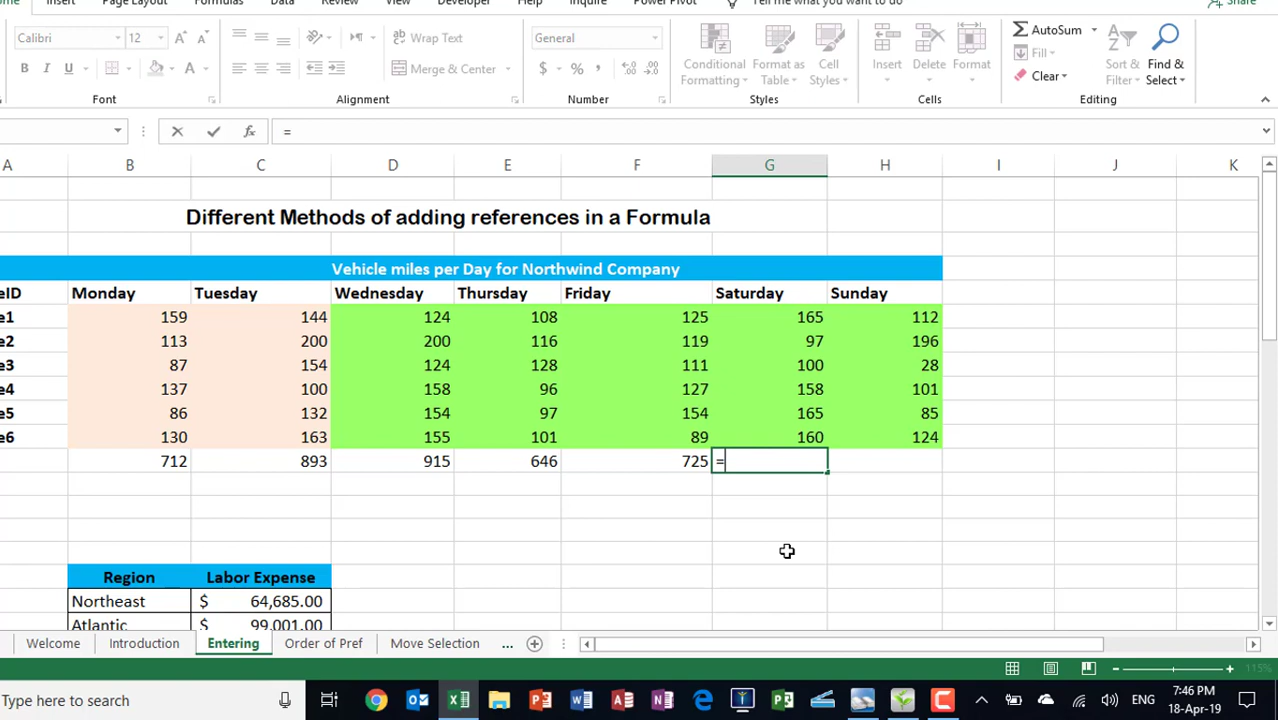 Insert Page Layout Formulas Data Review View Developer Help Inquire Power Pivot Tell me what you want to do Share
Calibri 12 Wrap Text General AutoSum
Fill
B I U Merge & Center $ % , Conditional Formatting Format as Table Cell Styles Insert Delete Format Clear Sort & Filter Find & Select
Font Alignment Number Styles Cells Editing
fx =
A B C D E F G H I J K
Different Methods of adding references in a Formula
Vehicle miles per Day for Northwind Company
eID Monday Tuesday Wednesday Thursday Friday Saturday Sunday
e1 159 144 124 108 125 165 112
e2 113 200 200 116 119 97 196
e3 87 154 124 128 111 100 28
e4 137 100 158 96 127 158 101
e5 86 132 154 97 154 165 85
e6 130 163 155 101 89 160 124
712 893 915 646 725 =
Region Labor Expense
Northeast $ 64,685.00
Atlantic $ 99,001.00
Welcome Introduction Entering Order of Pref Move Selection ...
115%
Type here to search ENG 7:46 PM
18-Apr-19